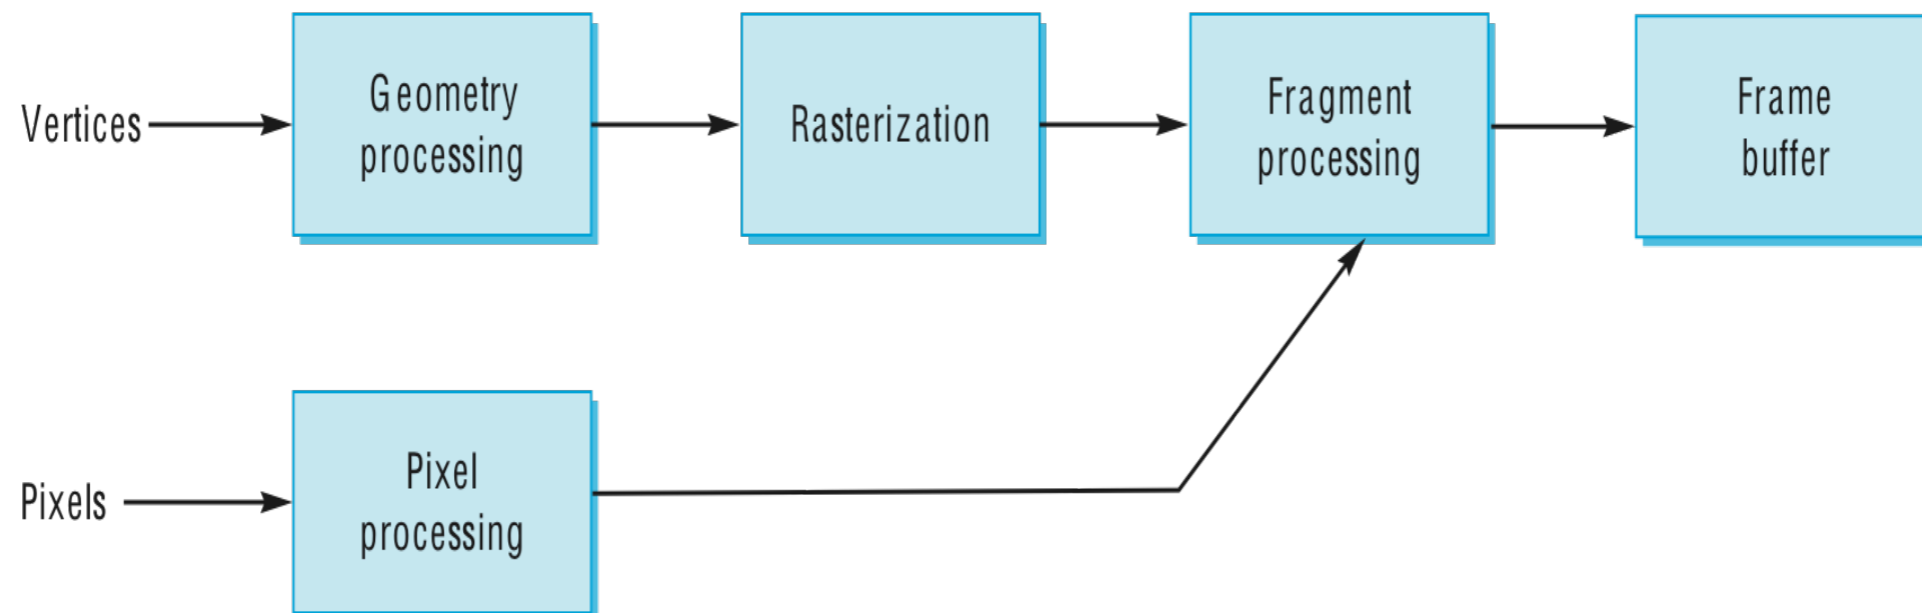 Vertices
Geometry
processing
Rasterization
Fragment
processing
Frame
buffer
Pixels
Pixel
processing